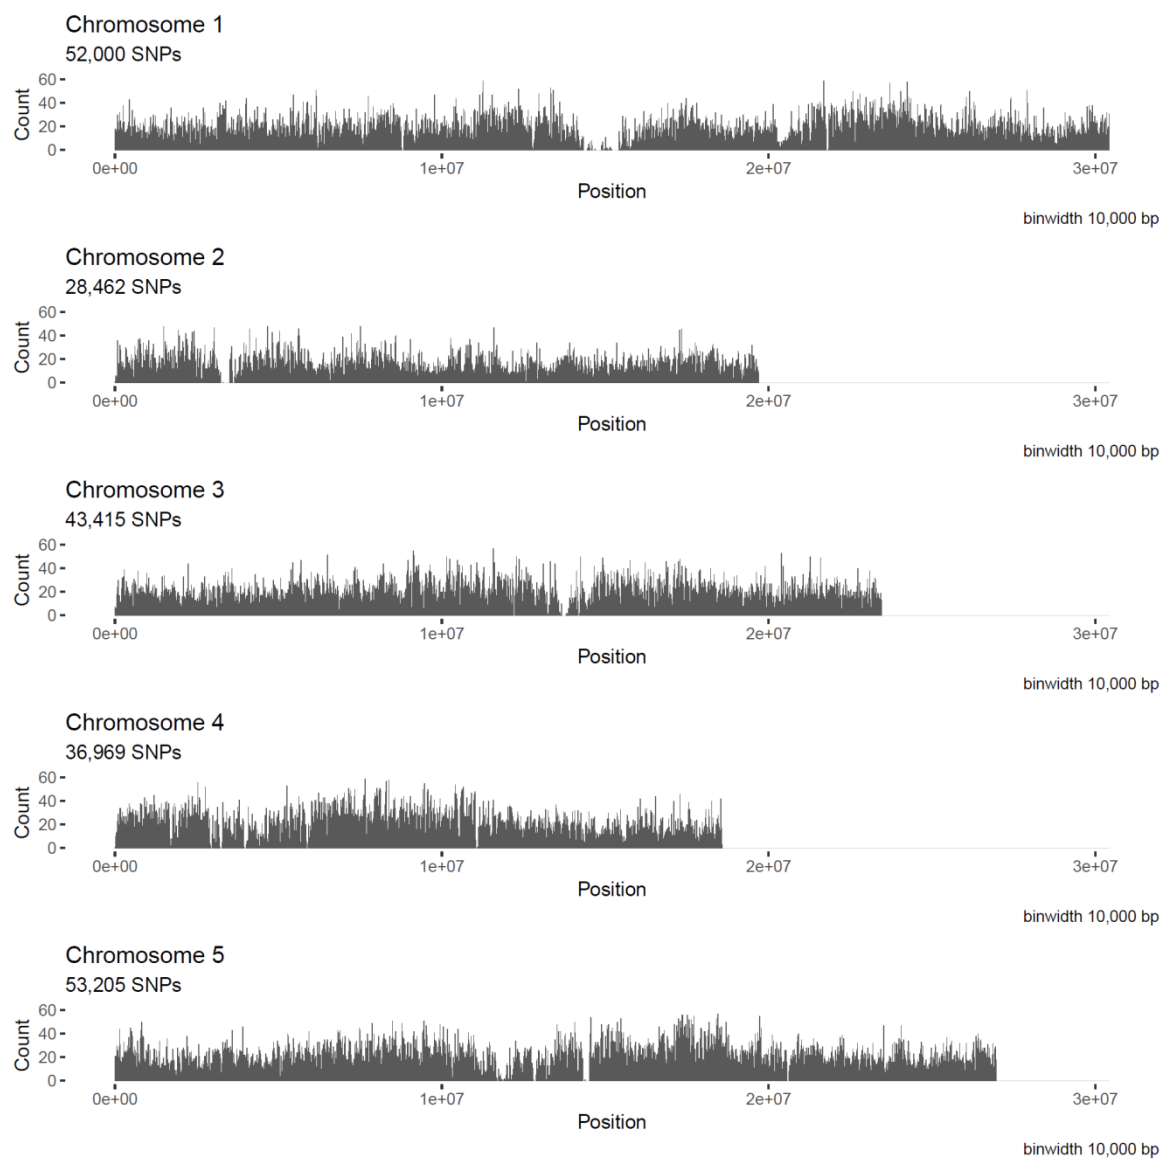 Chromosome 1
52,000 SNPs
Count
60
40
20
0
0e+00 1e+07 2e+07 3e+07
Position
binwidth 10,000 bp
Chromosome 2
28,462 SNPs
Count
60
40
20
0
0e+00 1e+07 2e+07 3e+07
Position
binwidth 10,000 bp
Chromosome 3
43,415 SNPs
Count
60
40
20
0
0e+00 1e+07 2e+07 3e+07
Position
binwidth 10,000 bp
Chromosome 4
36,969 SNPs
Count
60
40
20
0
0e+00 1e+07 2e+07 3e+07
Position
binwidth 10,000 bp
Chromosome 5
53,205 SNPs
Count
60
40
20
0
0e+00 1e+07 2e+07 3e+07
Position
binwidth 10,000 bp